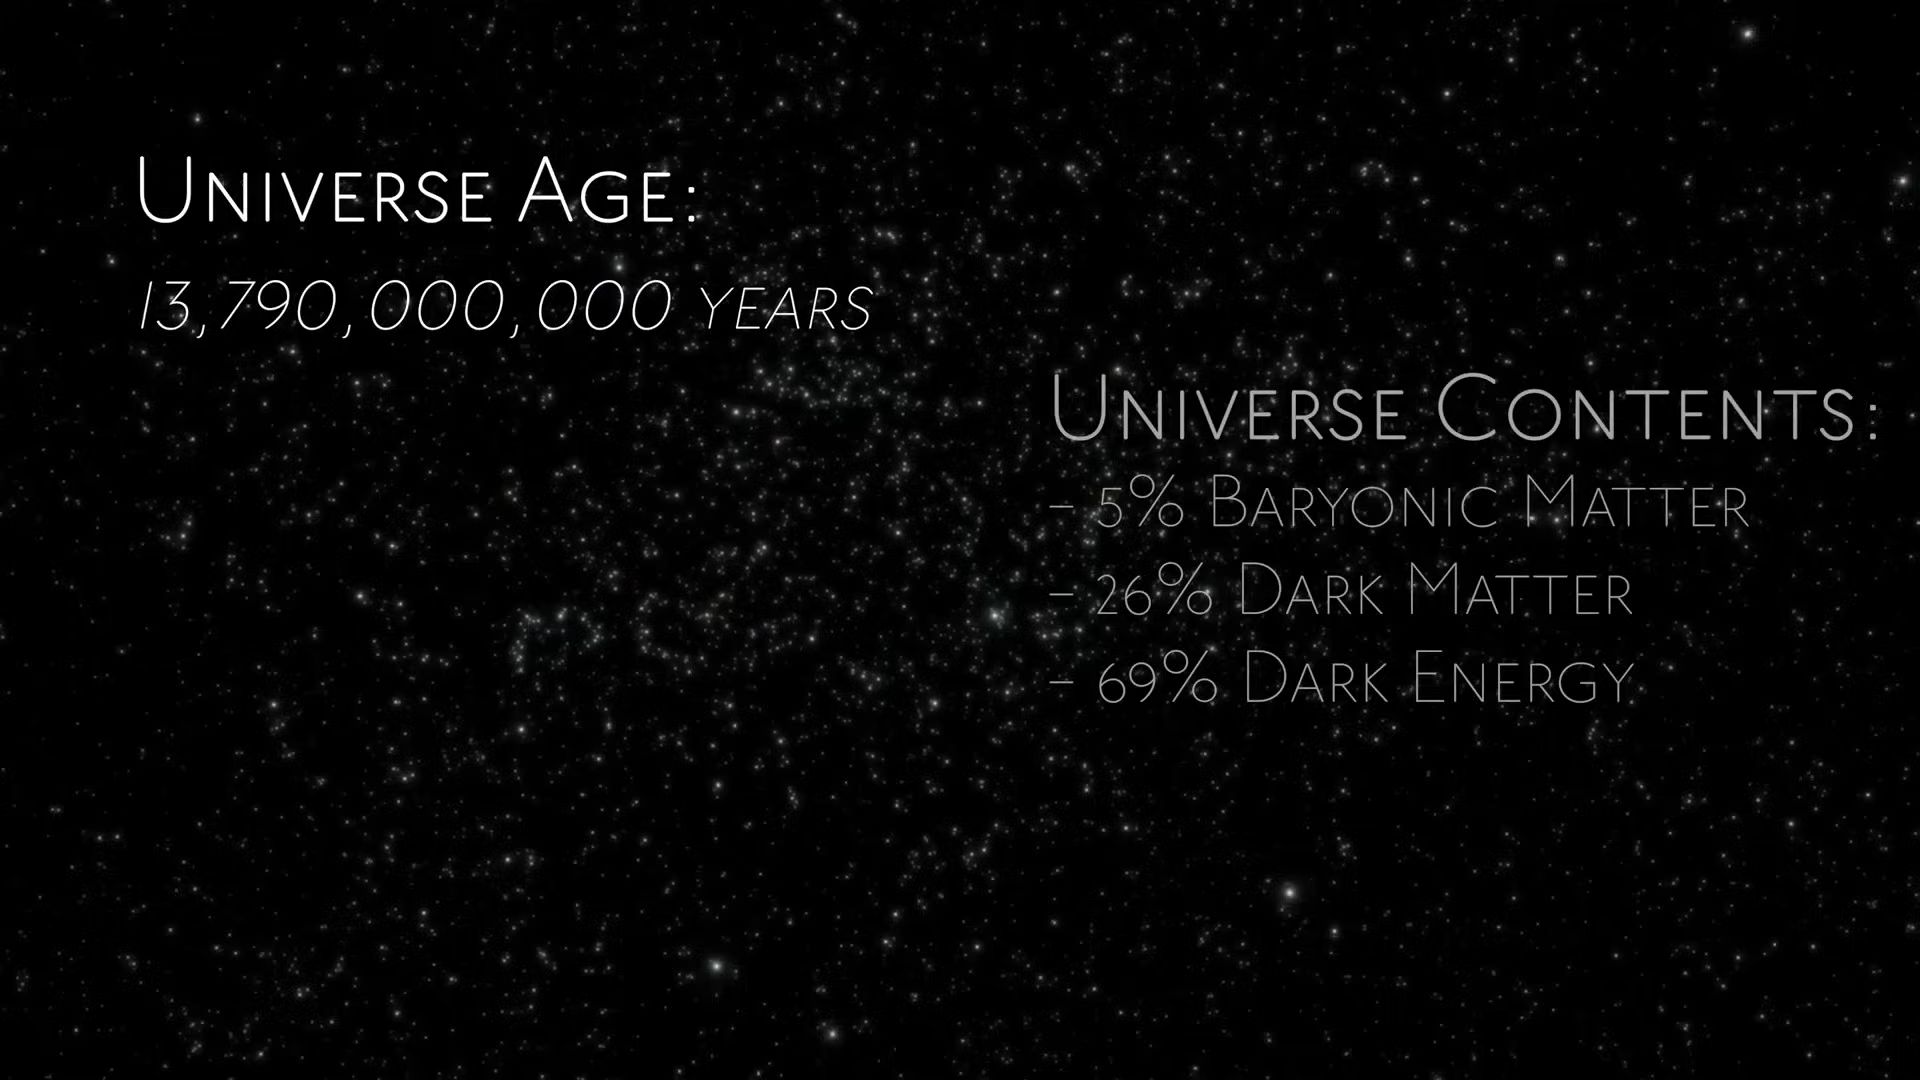 Universe Age:
13,790,000,000 years
Universe Contents:
- 5% Baryonic Matter
- 26% Dark Matter
- 69% Dark Energy